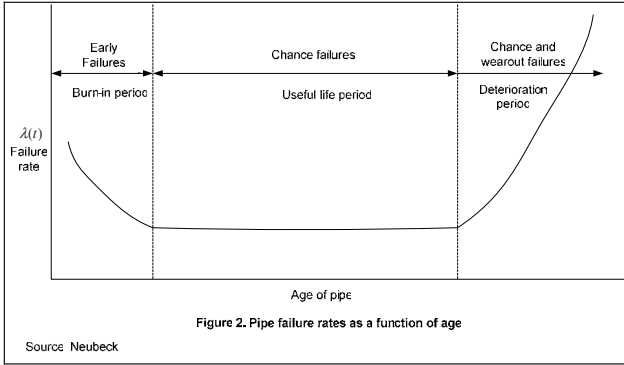 Early
Failures
Chance failures
Chance and
wearout failures
Burn-in period
Useful life period
Deterioration
period
λ(t)
Failure
rate
Age of pipe
Figure 2. Pipe failure rates as a function of age
Source Neubeck